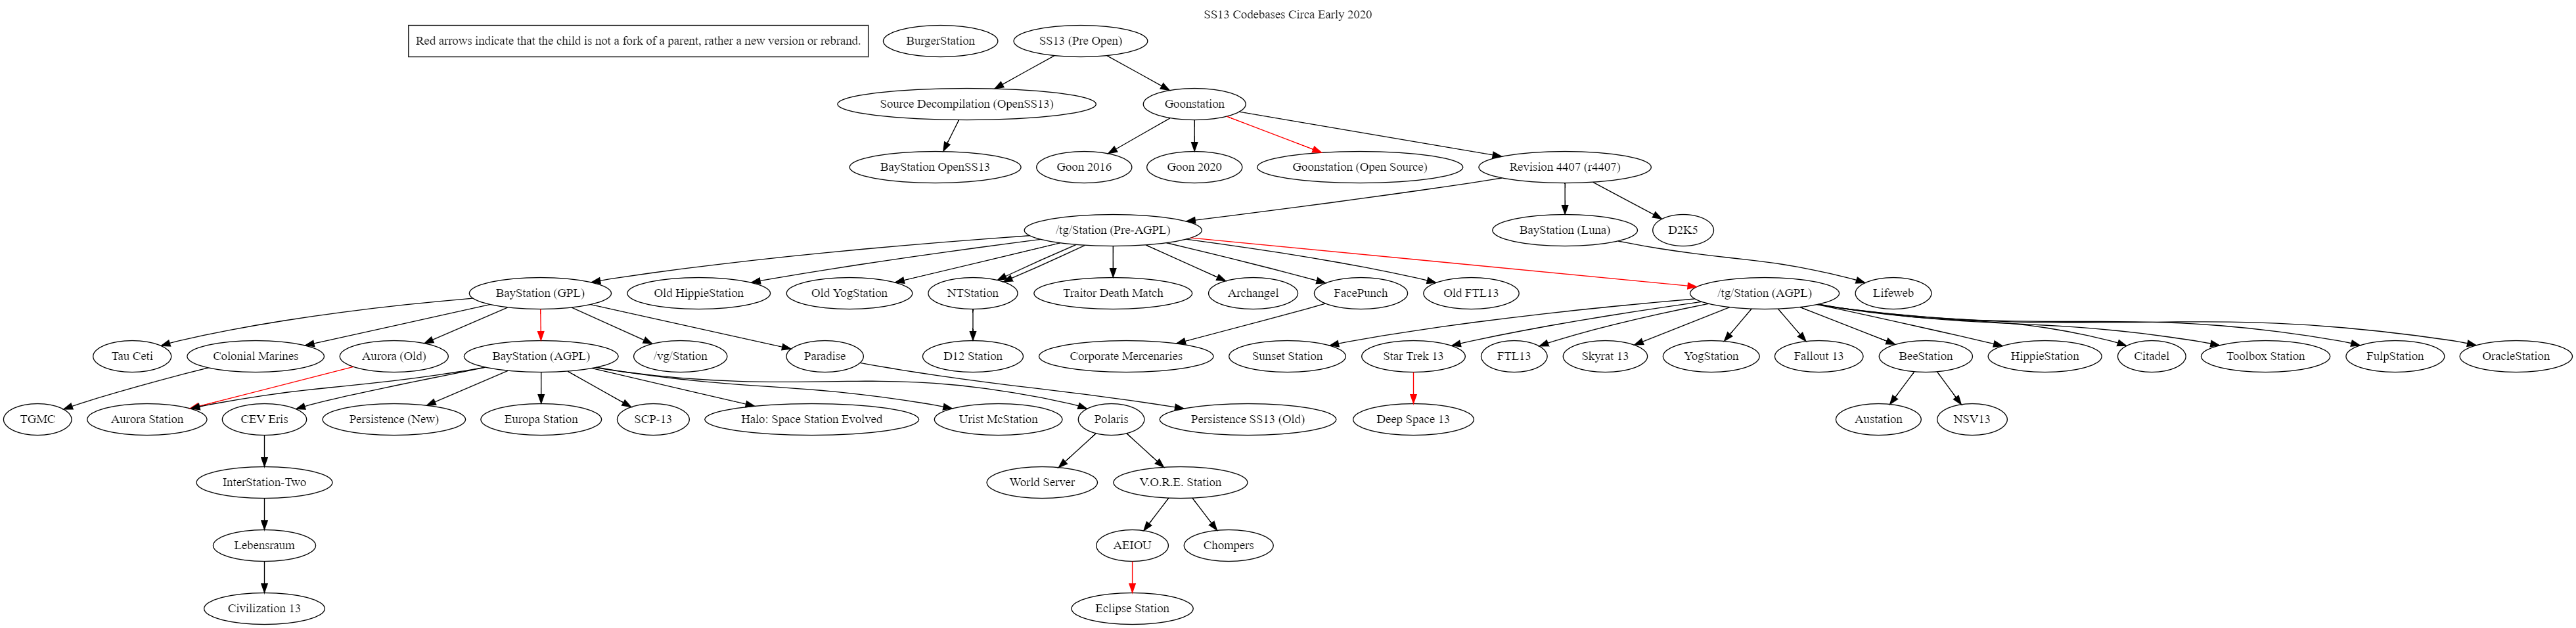 SS13 Codebases Circa Early 2020
Red arrows indicate that the child is not a fork of a parent, rather a new version or rebrand.
BurgerStation
SS13 (Pre Open)
Source Decompilation (OpenSS13)
Goonstation
BayStation OpenSS13
Goon 2016
Goon 2020
Goonstation (Open Source)
Revision 4407 (r4407)
/tg/Station (Pre-AGPL)
BayStation (Luna)
D2K5
BayStation (GPL)
Old HippieStation
Old YogStation
NTStation
Traitor Death Match
Archangel
FacePunch
Old FTL13
/tg/Station (AGPL)
Lifeweb
Tau Ceti
Colonial Marines
Aurora (Old)
BayStation (AGPL)
/vg/Station
Paradise
D12 Station
Corporate Mercenaries
Sunset Station
Star Trek 13
FTL13
Skyrat 13
YogStation
Fallout 13
BeeStation
HippieStation
Citadel
Toolbox Station
FulpStation
OracleStation
TGMC
Aurora Station
CEV Eris
Persistence (New)
Europa Station
SCP-13
Halo: Space Station Evolved
Urist McStation
Polaris
Persistence SS13 (Old)
Deep Space 13
Austation
NSV13
InterStation-Two
World Server
V.O.R.E. Station
Lebensraum
AEIOU
Chompers
Civilization 13
Eclipse Station